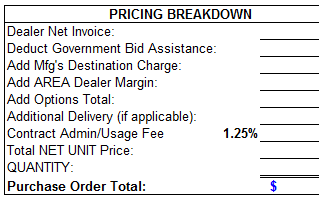 PRICING BREAKDOWN
Dealer Net Invoice:
Deduct Government Bid Assistance:
Add Mfg's Destination Charge:
Add AREA Dealer Margin:
Add Options Total:
Additional Delivery (if applicable):
Contract Admin/Usage Fee 1.25%
Total NET UNIT Price:
QUANTITY:
Purchase Order Total: $